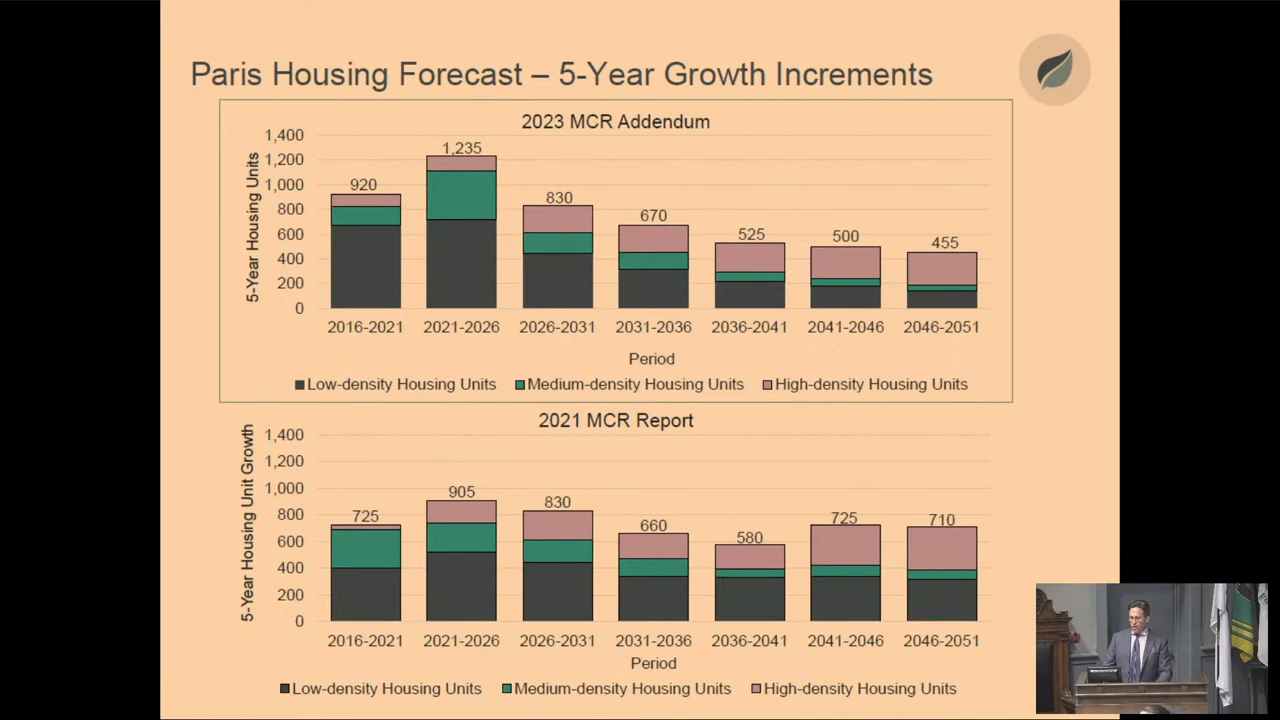 Paris Housing Forecast – 5-Year Growth Increments
2023 MCR Addendum
5-Year Housing Units
1,400
1,200
1,000
800
600
400
200
0
920
1,235
830
670
525
500
455
2016-2021 2021-2026 2026-2031 2031-2036 2036-2041 2041-2046 2046-2051
Period
Low-density Housing Units Medium-density Housing Units High-density Housing Units
2021 MCR Report
5-Year Housing Unit Growth
1,400
1,200
1,000
800
600
400
200
0
725
905
830
660
580
725
710
2016-2021 2021-2026 2026-2031 2031-2036 2036-2041 2041-2046 2046-2051
Period
Low-density Housing Units Medium-density Housing Units High-density Housing Units